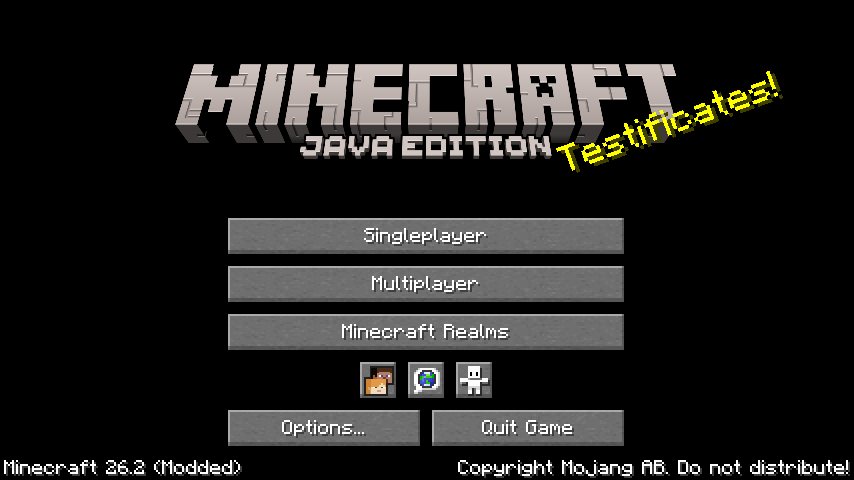 MINECRAFT
JAVA EDITION
Testificates!
Singleplayer
Multiplayer
Minecraft Realms
Options...
Quit Game
Minecraft 26.2 (Modded)
Copyright Mojang AB. Do not distribute!